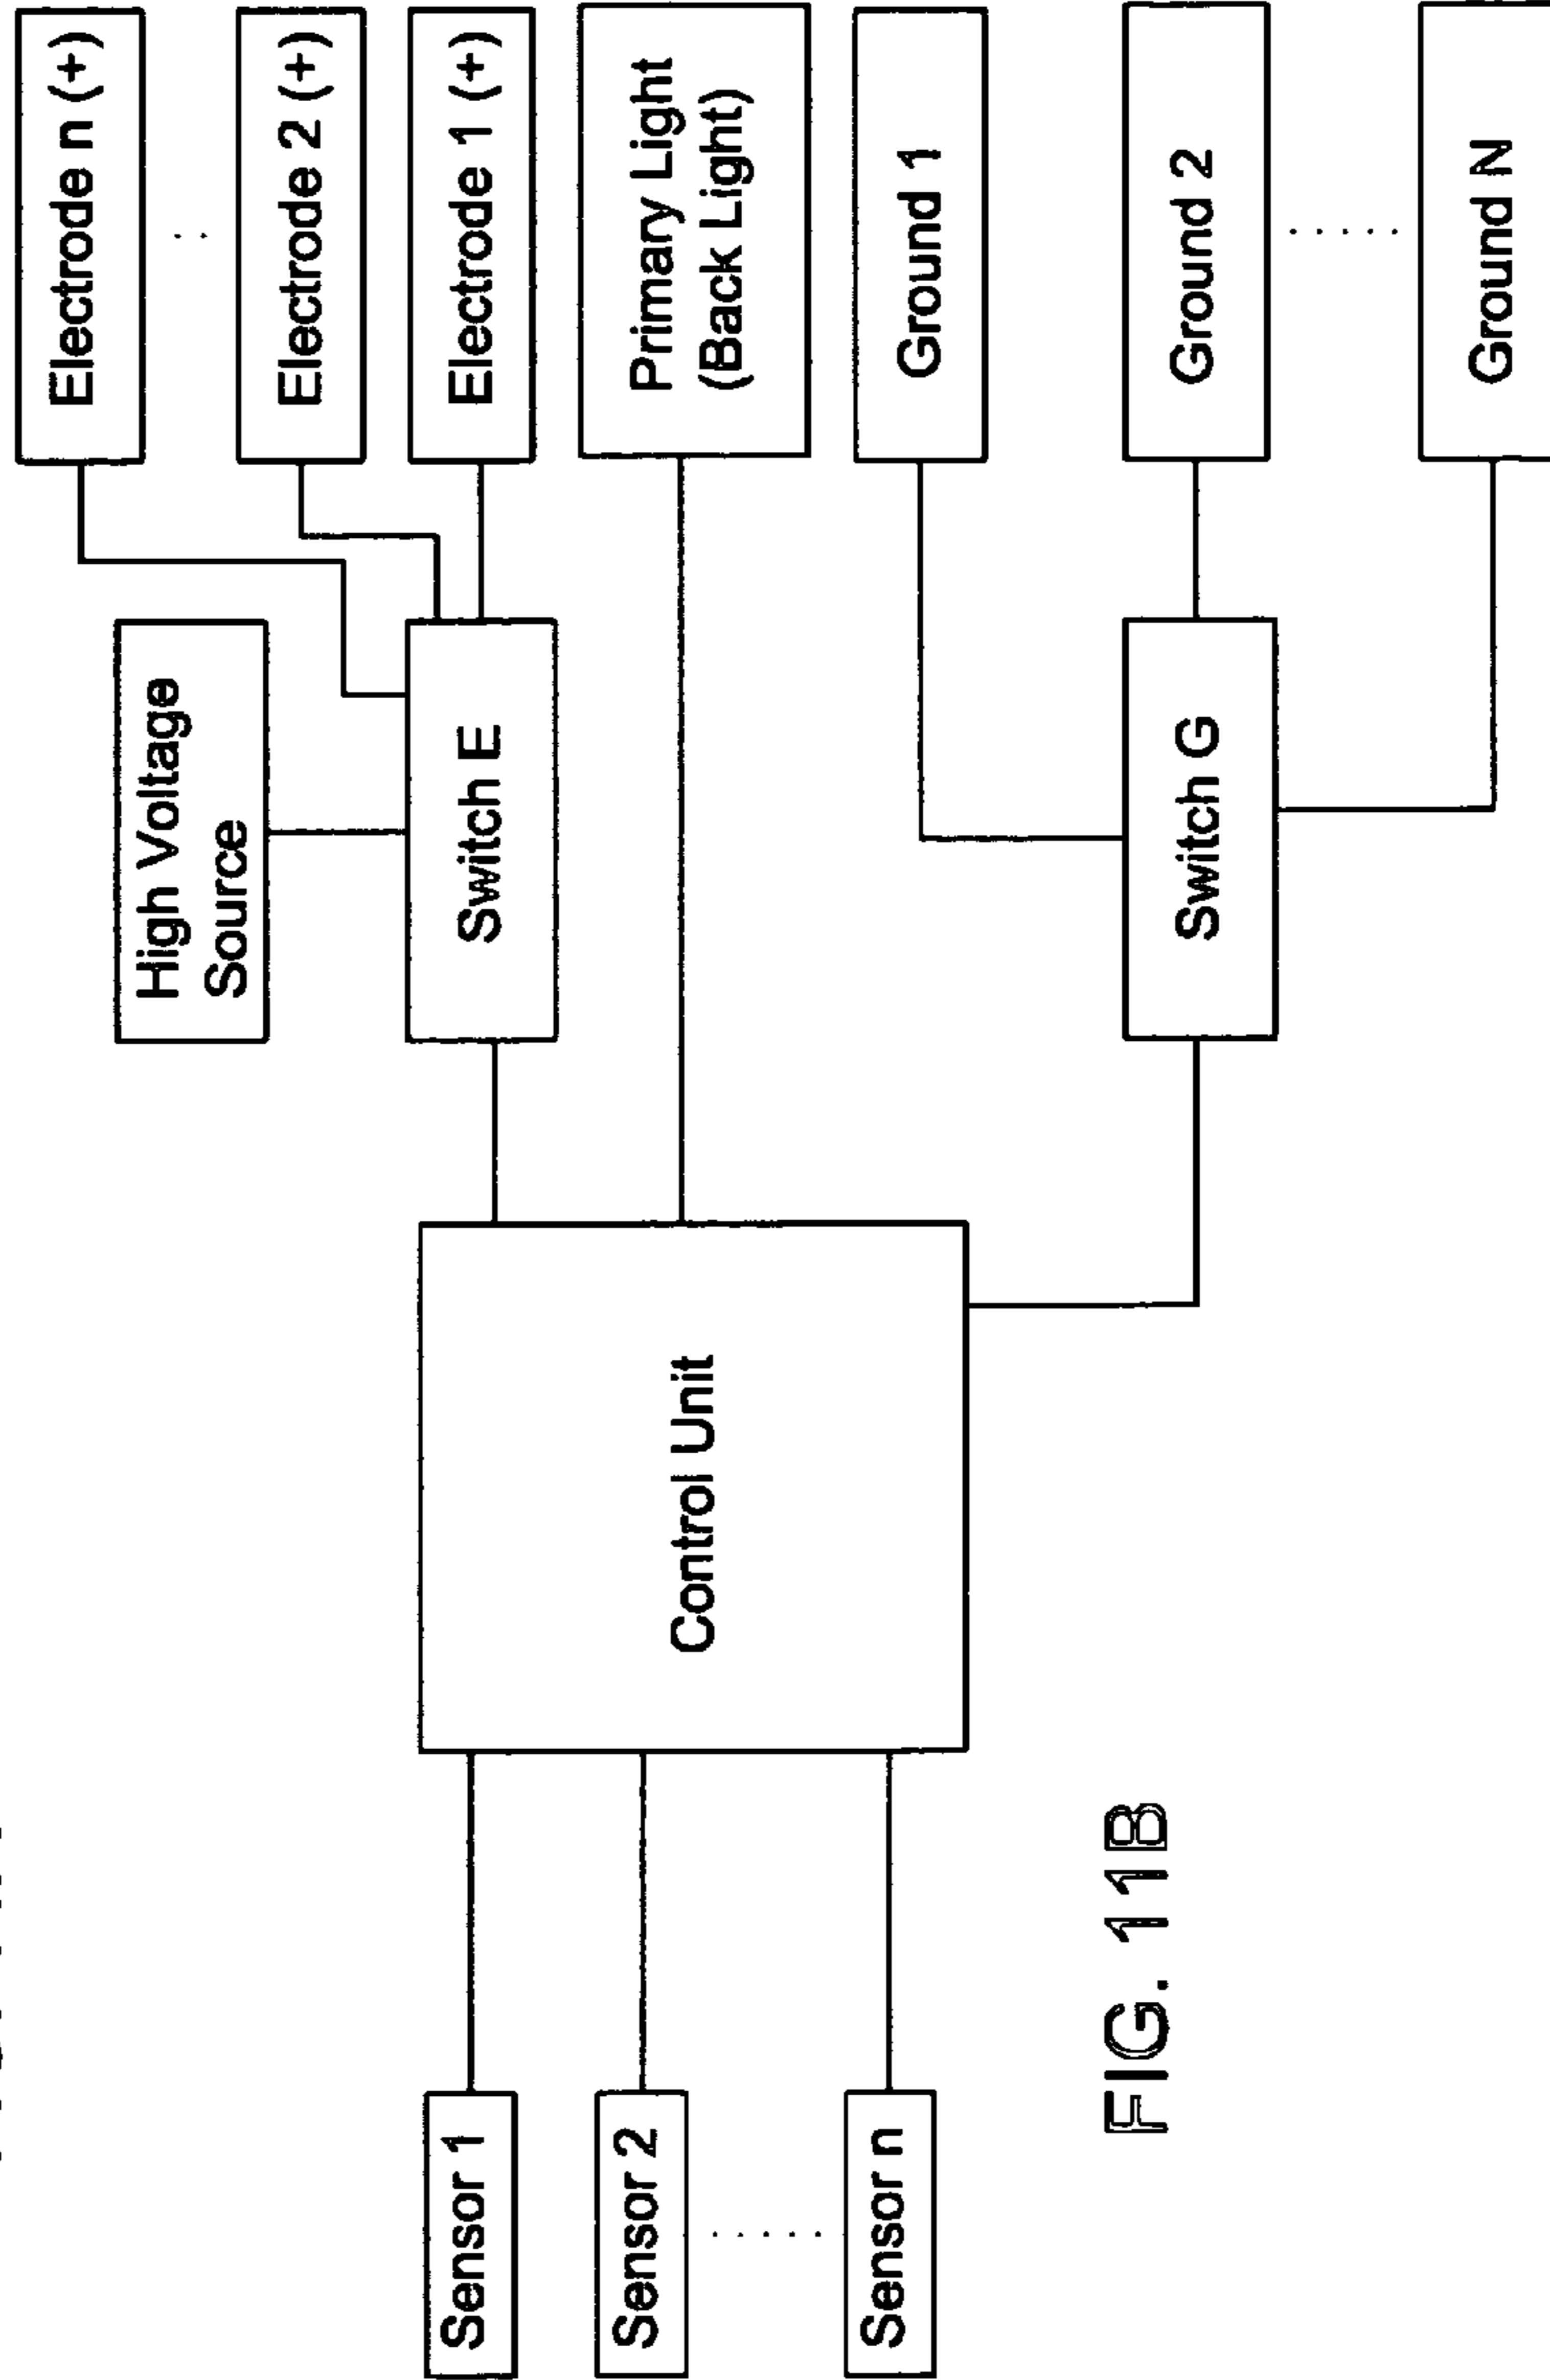 Electrode n (+)
Electrode 2 (+)
Electrode 1 (+)
High Voltage
Source
Switch E
Primary Light
(Back Light)
Ground 1
Ground 2
Ground N
Switch G
Control Unit
Sensor 1
Sensor 2
Sensor n
FIG. 11B